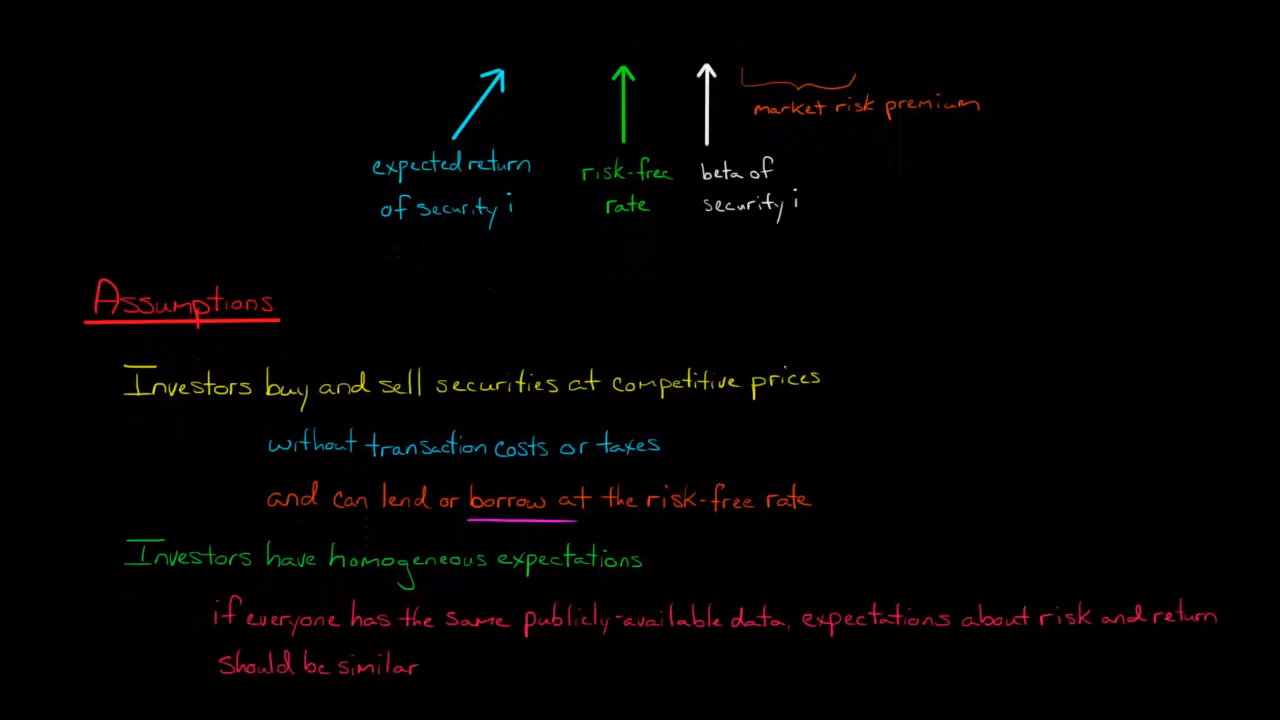 market risk premium
expected return
of security i
risk-free
rate
beta of
security i
Assumptions
Investors buy and sell securities at competitive prices
without transaction costs or taxes
and can lend or borrow at the risk-free rate
Investors have homogeneous expectations
if everyone has the same publicly-available data, expectations about risk and return
should be similar